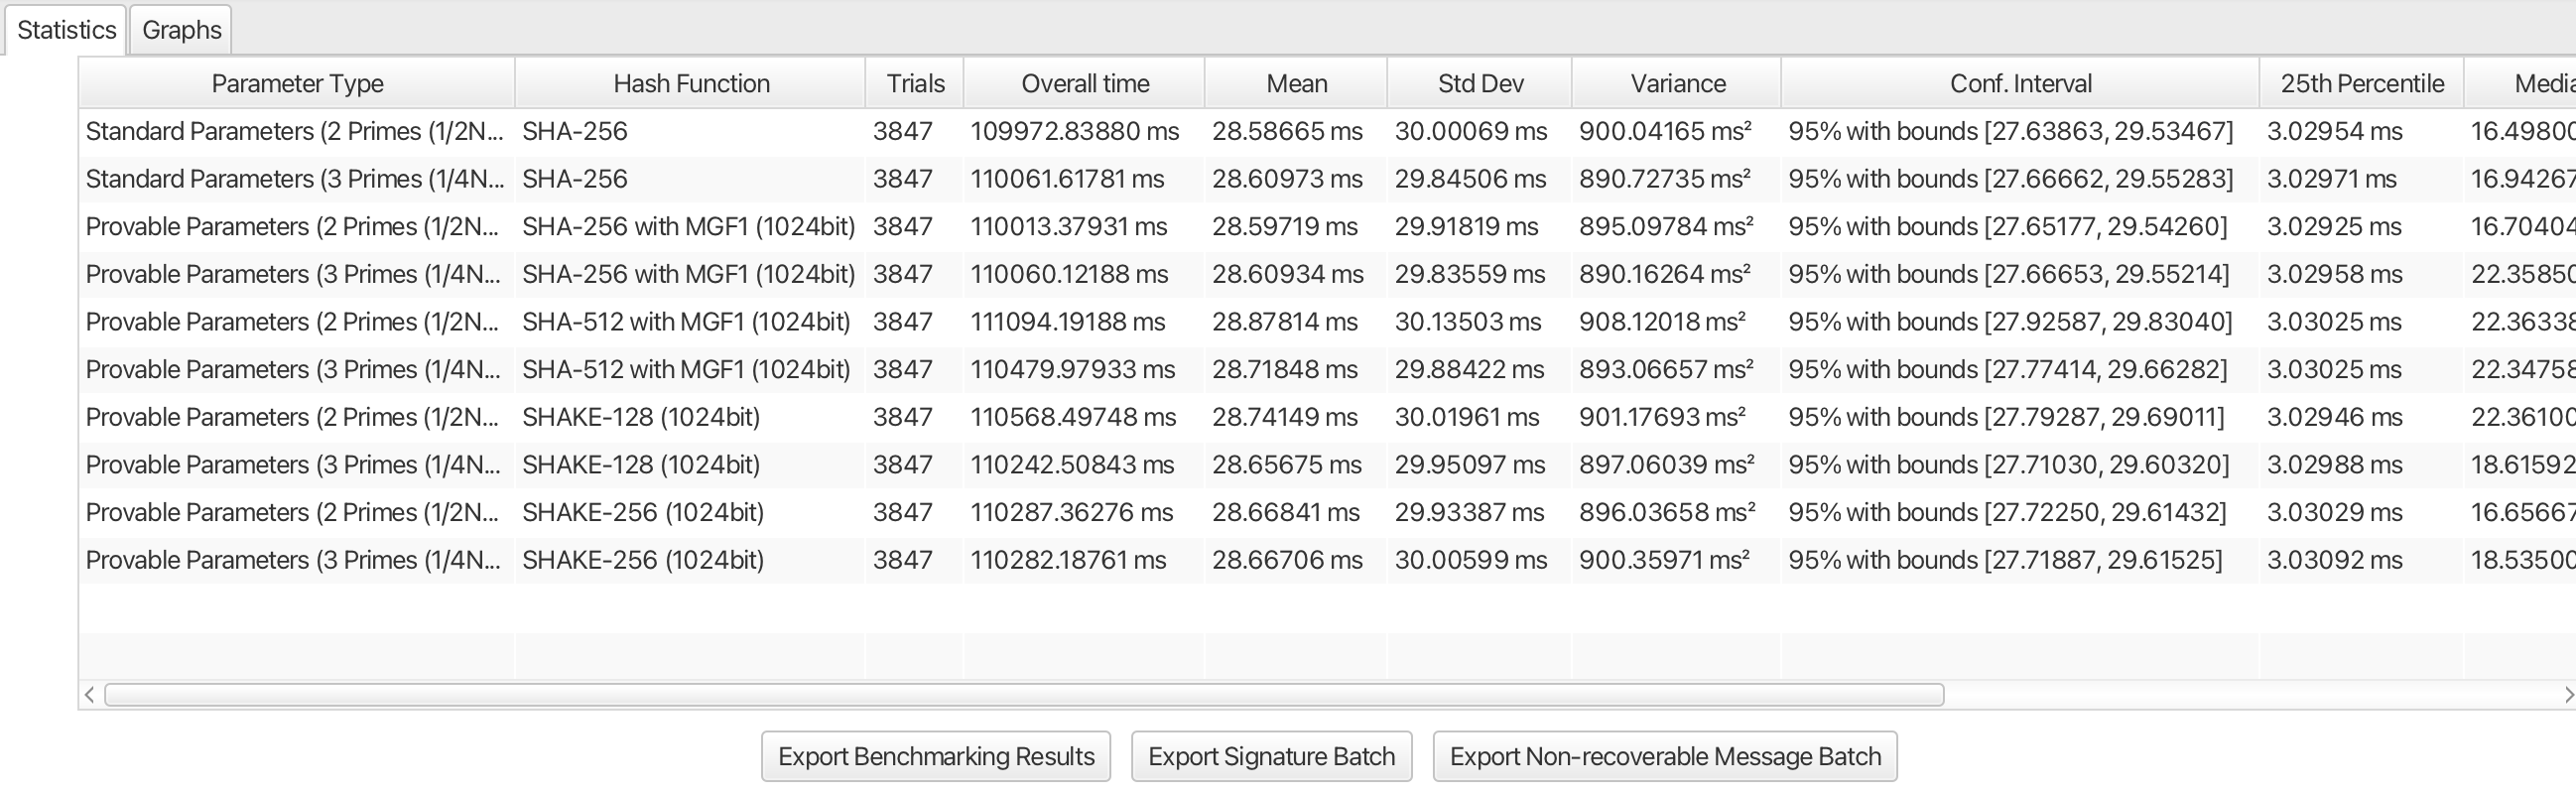 Statistics Graphs
Parameter Type Hash Function Trials Overall time Mean Std Dev Variance Conf. Interval 25th Percentile Media
Standard Parameters (2 Primes (1/2N... SHA-256 3847 109972.83880 ms 28.58665 ms 30.00069 ms 900.04165 ms² 95% with bounds [27.63863, 29.53467] 3.02954 ms 16.49800
Standard Parameters (3 Primes (1/4N... SHA-256 3847 110061.61781 ms 28.60973 ms 29.84506 ms 890.72735 ms² 95% with bounds [27.66662, 29.55283] 3.02971 ms 16.94267
Provable Parameters (2 Primes (1/2N... SHA-256 with MGF1 (1024bit) 3847 110013.37931 ms 28.59719 ms 29.91819 ms 895.09784 ms² 95% with bounds [27.65177, 29.54260] 3.02925 ms 16.70404
Provable Parameters (3 Primes (1/4N... SHA-256 with MGF1 (1024bit) 3847 110060.12188 ms 28.60934 ms 29.83559 ms 890.16264 ms² 95% with bounds [27.66653, 29.55214] 3.02958 ms 22.35850
Provable Parameters (2 Primes (1/2N... SHA-512 with MGF1 (1024bit) 3847 111094.19188 ms 28.87814 ms 30.13503 ms 908.12018 ms² 95% with bounds [27.92587, 29.83040] 3.03025 ms 22.36338
Provable Parameters (3 Primes (1/4N... SHA-512 with MGF1 (1024bit) 3847 110479.97933 ms 28.71848 ms 29.88422 ms 893.06657 ms² 95% with bounds [27.77414, 29.66282] 3.03025 ms 22.34758
Provable Parameters (2 Primes (1/2N... SHAKE-128 (1024bit) 3847 110568.49748 ms 28.74149 ms 30.01961 ms 901.17693 ms² 95% with bounds [27.79287, 29.69011] 3.02946 ms 22.36100
Provable Parameters (3 Primes (1/4N... SHAKE-128 (1024bit) 3847 110242.50843 ms 28.65675 ms 29.95097 ms 897.06039 ms² 95% with bounds [27.71030, 29.60320] 3.02988 ms 18.61592
Provable Parameters (2 Primes (1/2N... SHAKE-256 (1024bit) 3847 110287.36276 ms 28.66841 ms 29.93387 ms 896.03658 ms² 95% with bounds [27.72250, 29.61432] 3.03029 ms 16.65667
Provable Parameters (3 Primes (1/4N... SHAKE-256 (1024bit) 3847 110282.18761 ms 28.66706 ms 30.00599 ms 900.35971 ms² 95% with bounds [27.71887, 29.61525] 3.03092 ms 18.53500
Export Benchmarking Results Export Signature Batch Export Non-recoverable Message Batch